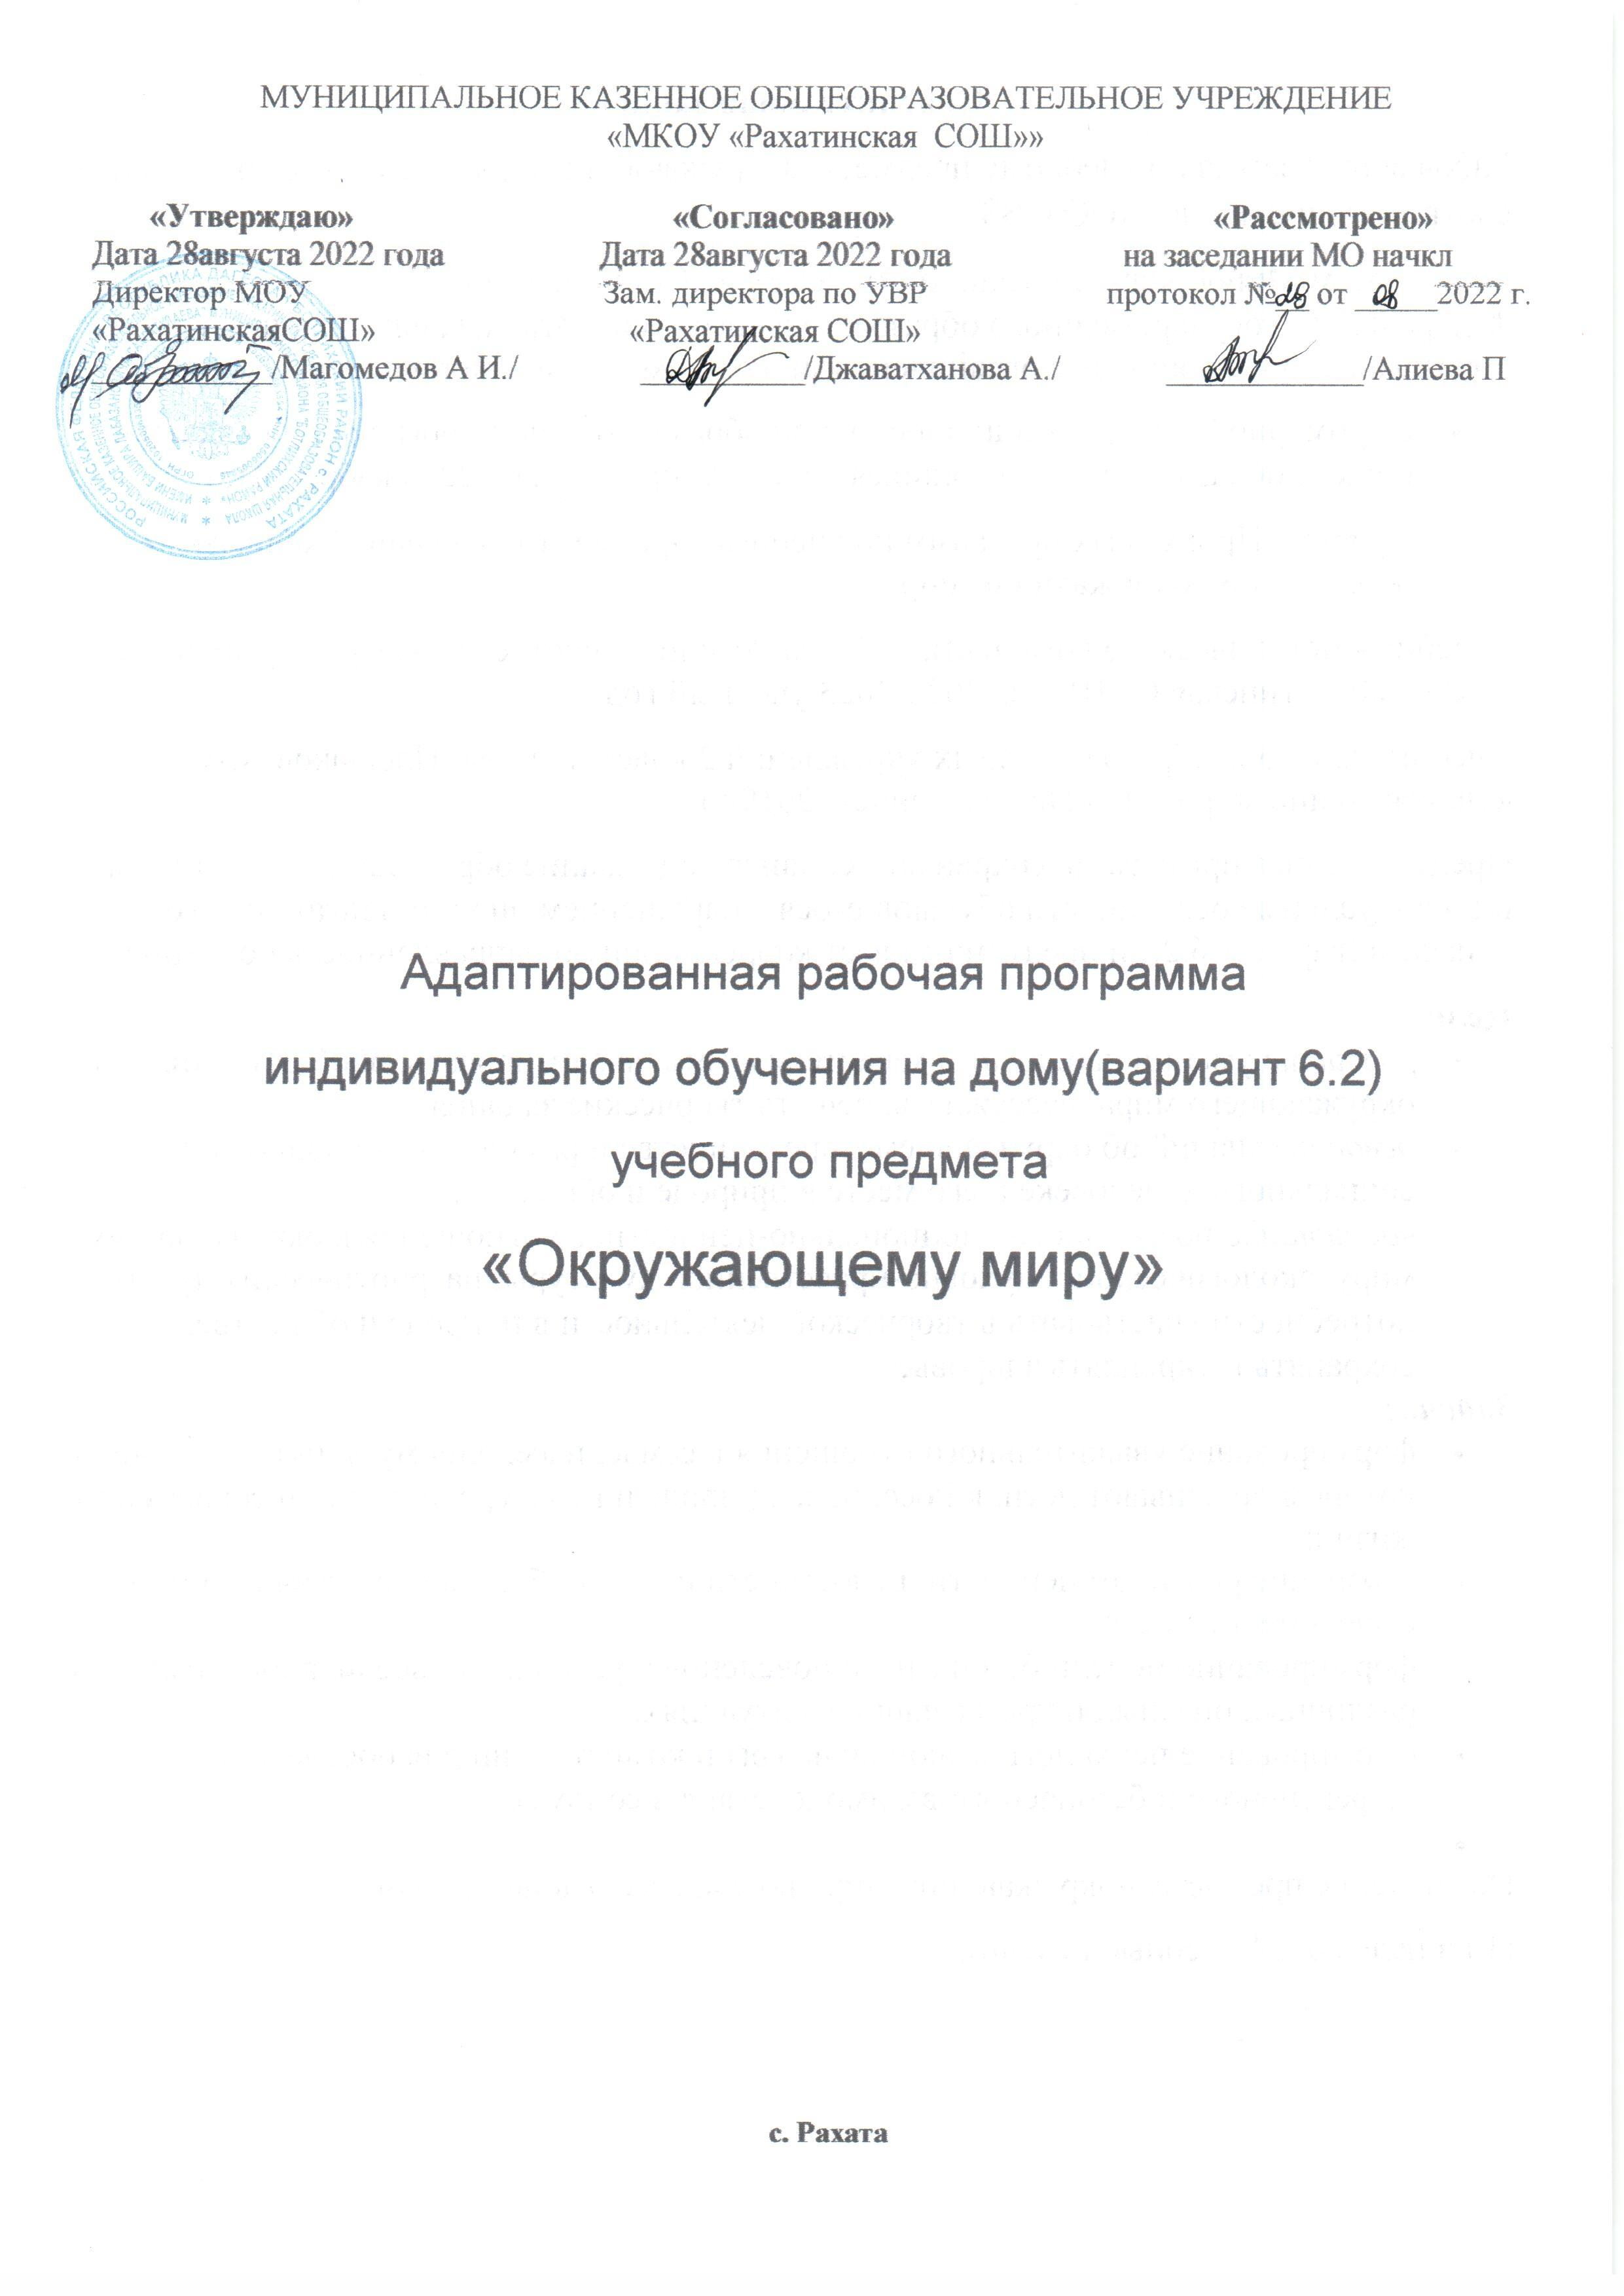 МУНИЦИПАЛЬНОЕ КАЗЕННОЕ ОБЩЕОБРАЗОВАТЕЛЬНОЕ УЧРЕЖДЕНИЕ
«МКОУ «Рахатинская СОШ»»
«Утверждаю»
Дата 28августа 2022 года
Директор МОУ
«РахатинскаяСОШ»
/Магомедов А И./
«Согласовано»
Дата 28августа 2022 года
Зам. директора по УВР
«Рахатинская СОШ»
/Джаватханова А./
«Рассмотрено»
на заседании МО начкл
протокол №28 от 08 2022 г.
/Алиева П
Адаптированная рабочая программа
индивидуального обучения на дому(вариант 6.2)
учебного предмета
«Окружающему миру»
с. Рахата